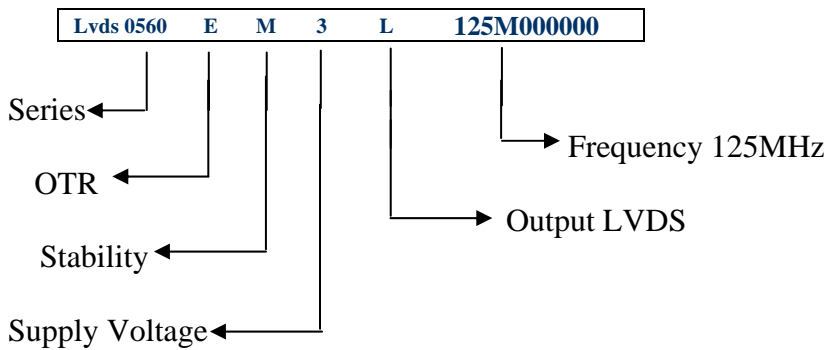 Lvds 0560 E M 3 L 125M000000
Series
Frequency 125MHz
OTR
Output LVDS
Stability
Supply Voltage